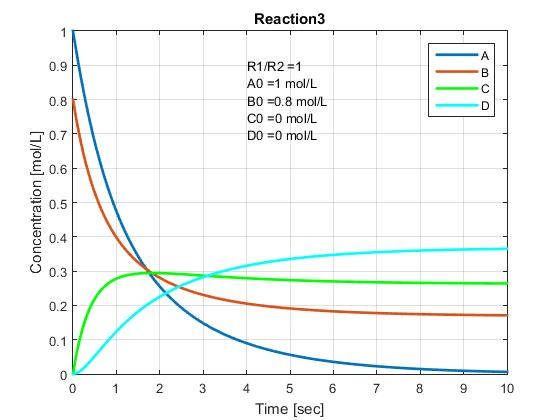 Reaction3
1
0.9
0.8
0.7
0.6
0.5
0.4
0.3
0.2
0.1
0
Concentration [mol/L]
R1/R2 =1
A0 =1 mol/L
B0 =0.8 mol/L
C0 =0 mol/L
D0 =0 mol/L
A
B
C
D
0 1 2 3 4 5 6 7 8 9 10
Time [sec]